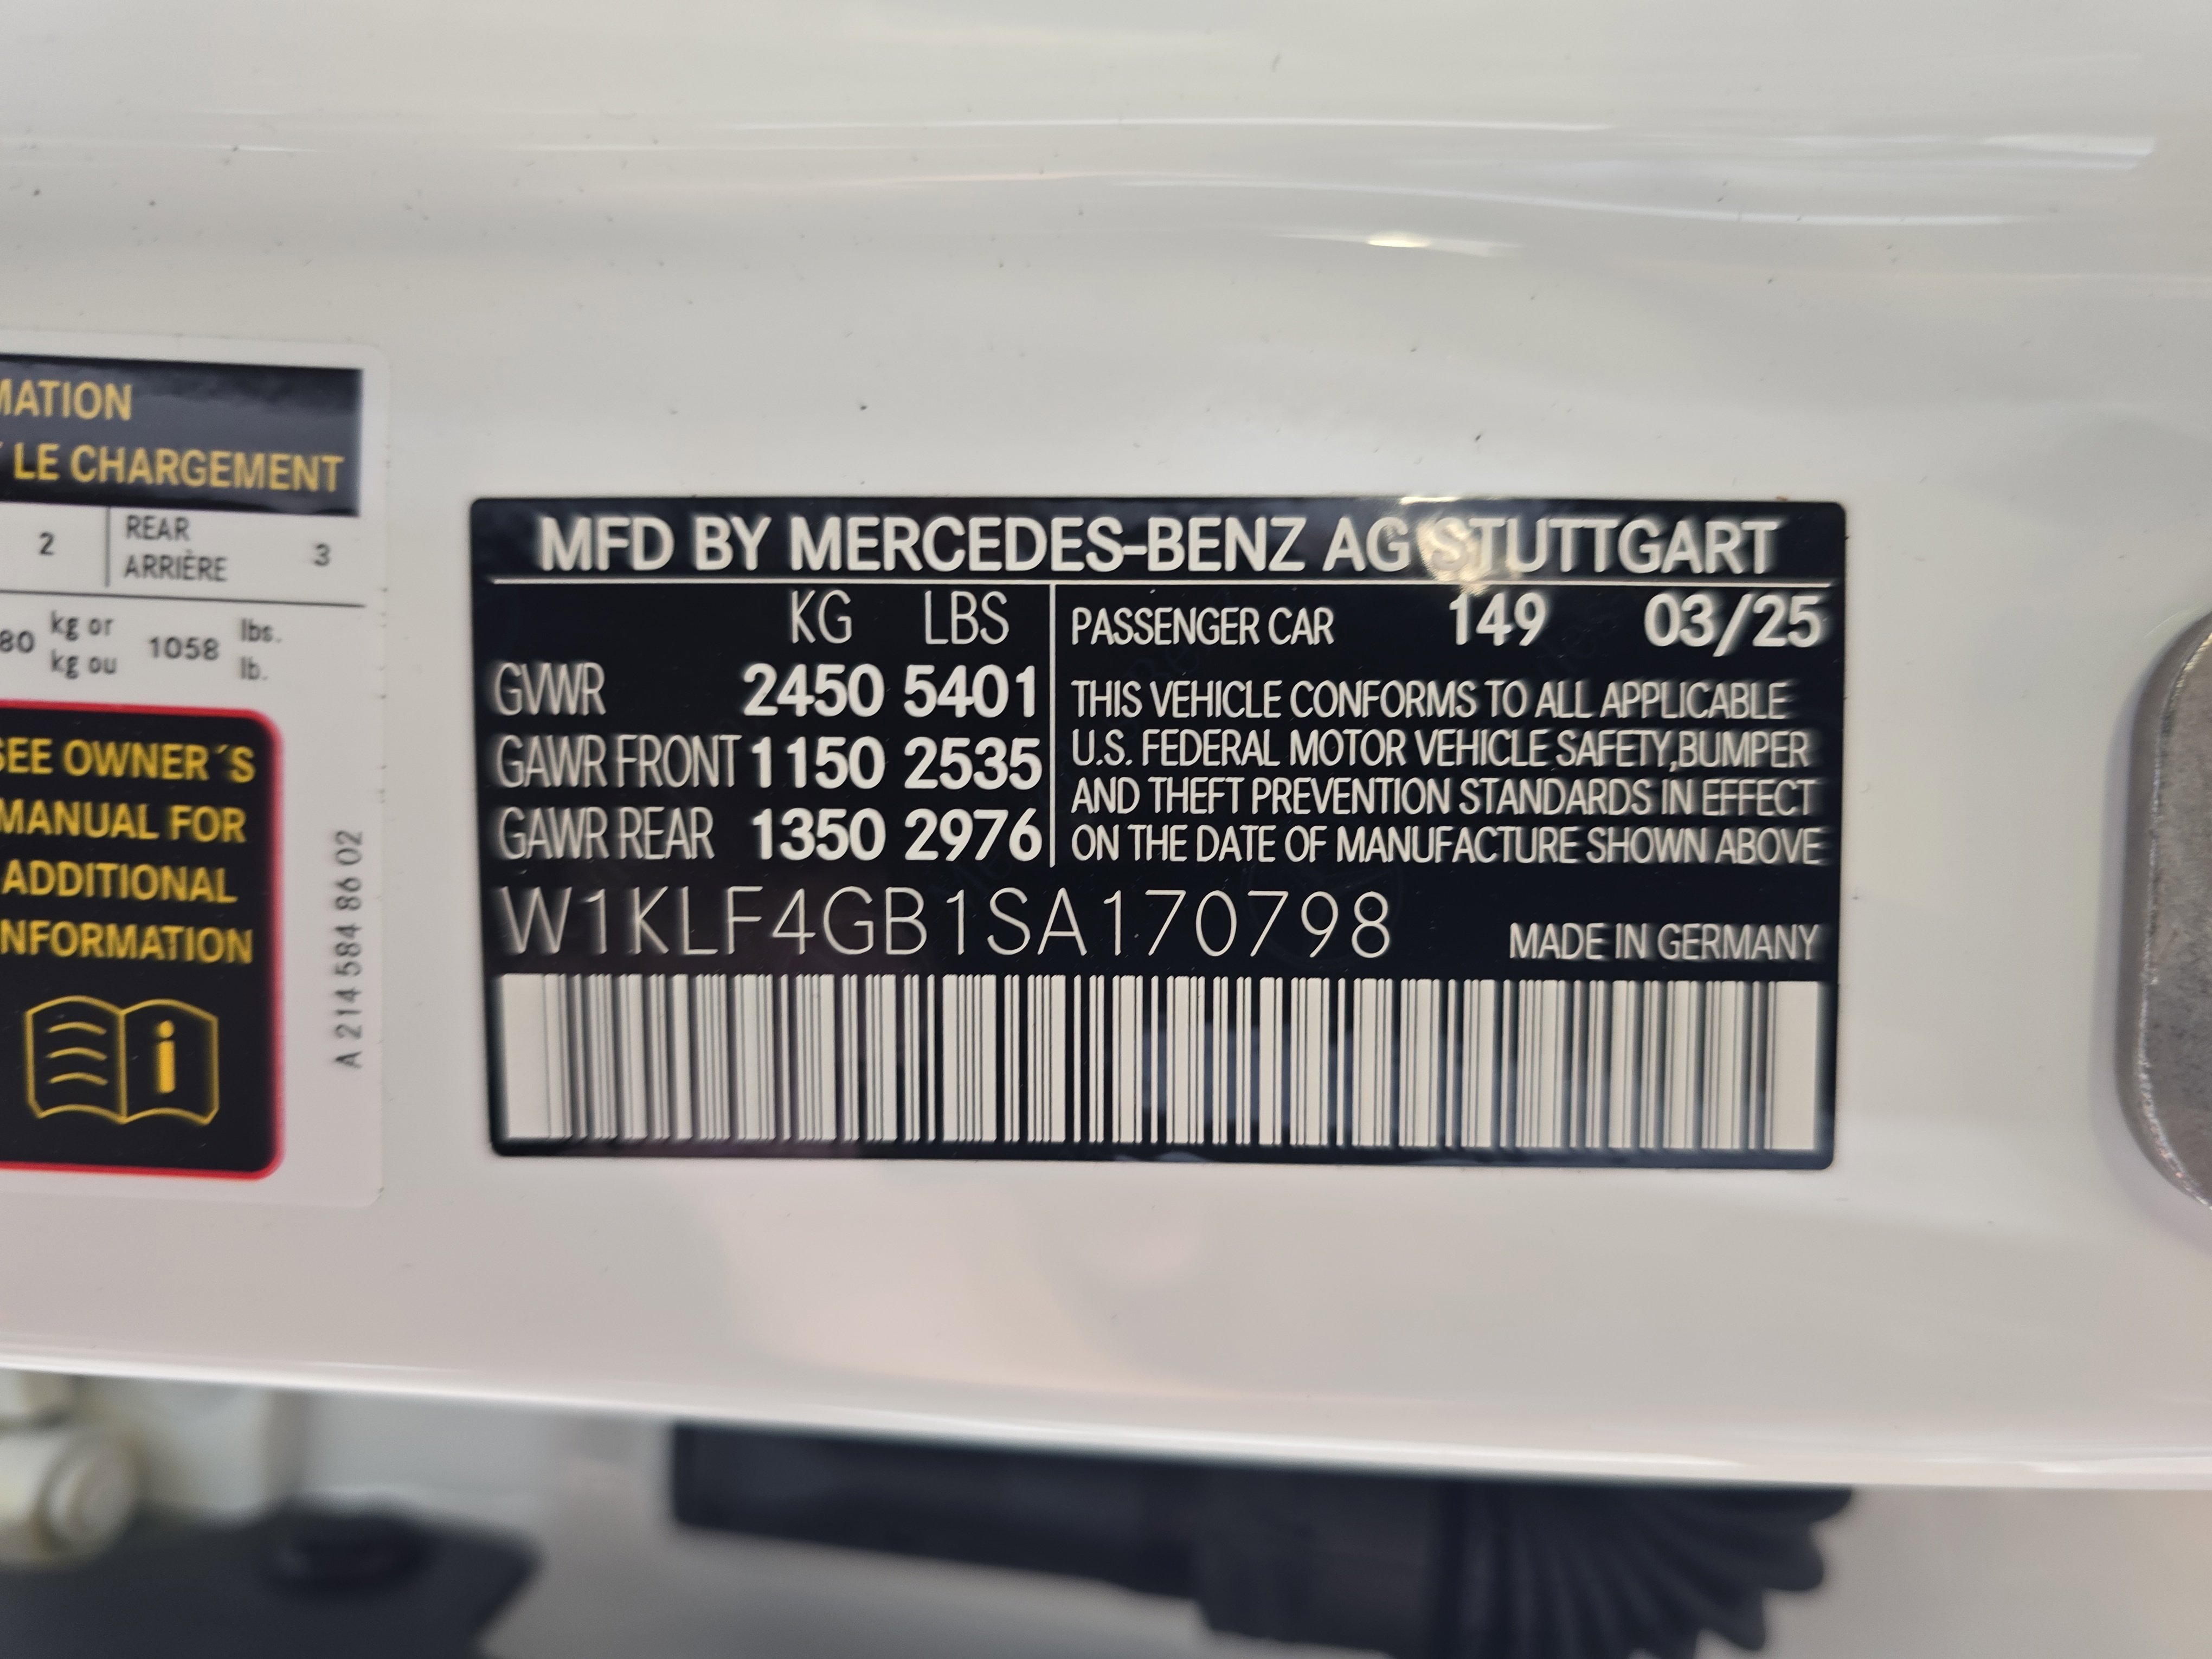 MATION
LE CHARGEMENT
2 REAR ARRIÈRE 3
80 kg or kg ou 1058 lbs. lb.
SEE OWNER´S
MANUAL FOR
ADDITIONAL
INFORMATION
i
A 214 584 86 02
MFD BY MERCEDES-BENZ AG STUTTGART
KG LBS
GVWR 2450 5401
GAWR FRONT 1150 2535
GAWR REAR 1350 2976
PASSENGER CAR 149 03/25
THIS VEHICLE CONFORMS TO ALL APPLICABLE
U.S. FEDERAL MOTOR VEHICLE SAFETY,BUMPER
AND THEFT PREVENTION STANDARDS IN EFFECT
ON THE DATE OF MANUFACTURE SHOWN ABOVE
W1KLF4GB1SA170798
MADE IN GERMANY